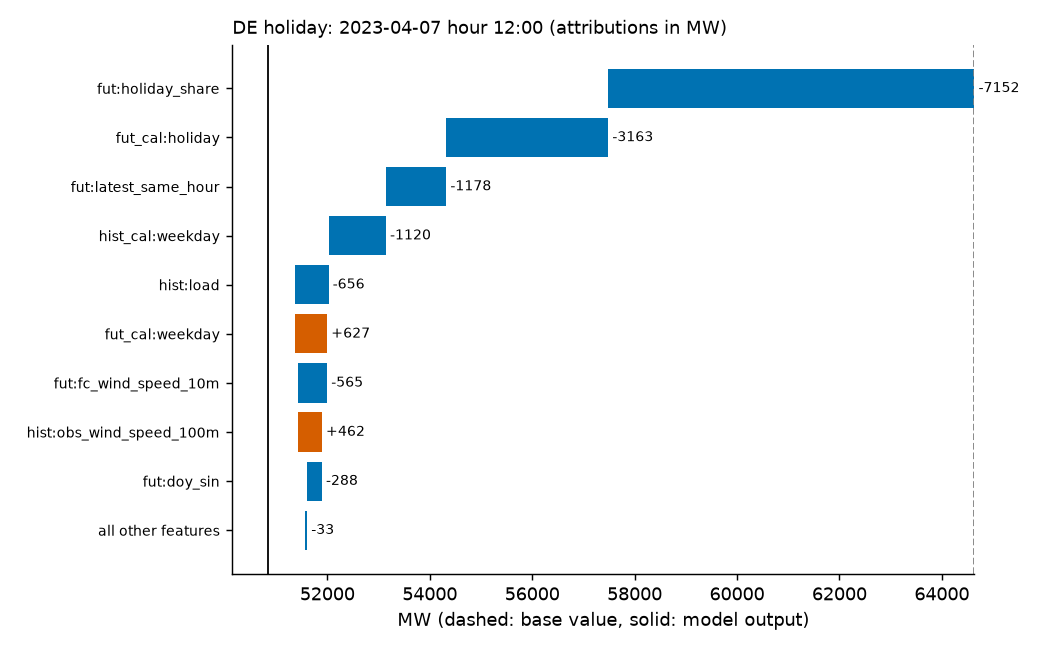 DE holiday: 2023-04-07 hour 12:00 (attributions in MW)
fut:holiday_share -7152
fut_cal:holiday -3163
fut:latest_same_hour -1178
hist_cal:weekday -1120
hist:load -656
fut_cal:weekday +627
fut:fc_wind_speed_10m -565
hist:obs_wind_speed_100m +462
fut:doy_sin -288
all other features -33
52000 54000 56000 58000 60000 62000 64000
MW (dashed: base value, solid: model output)